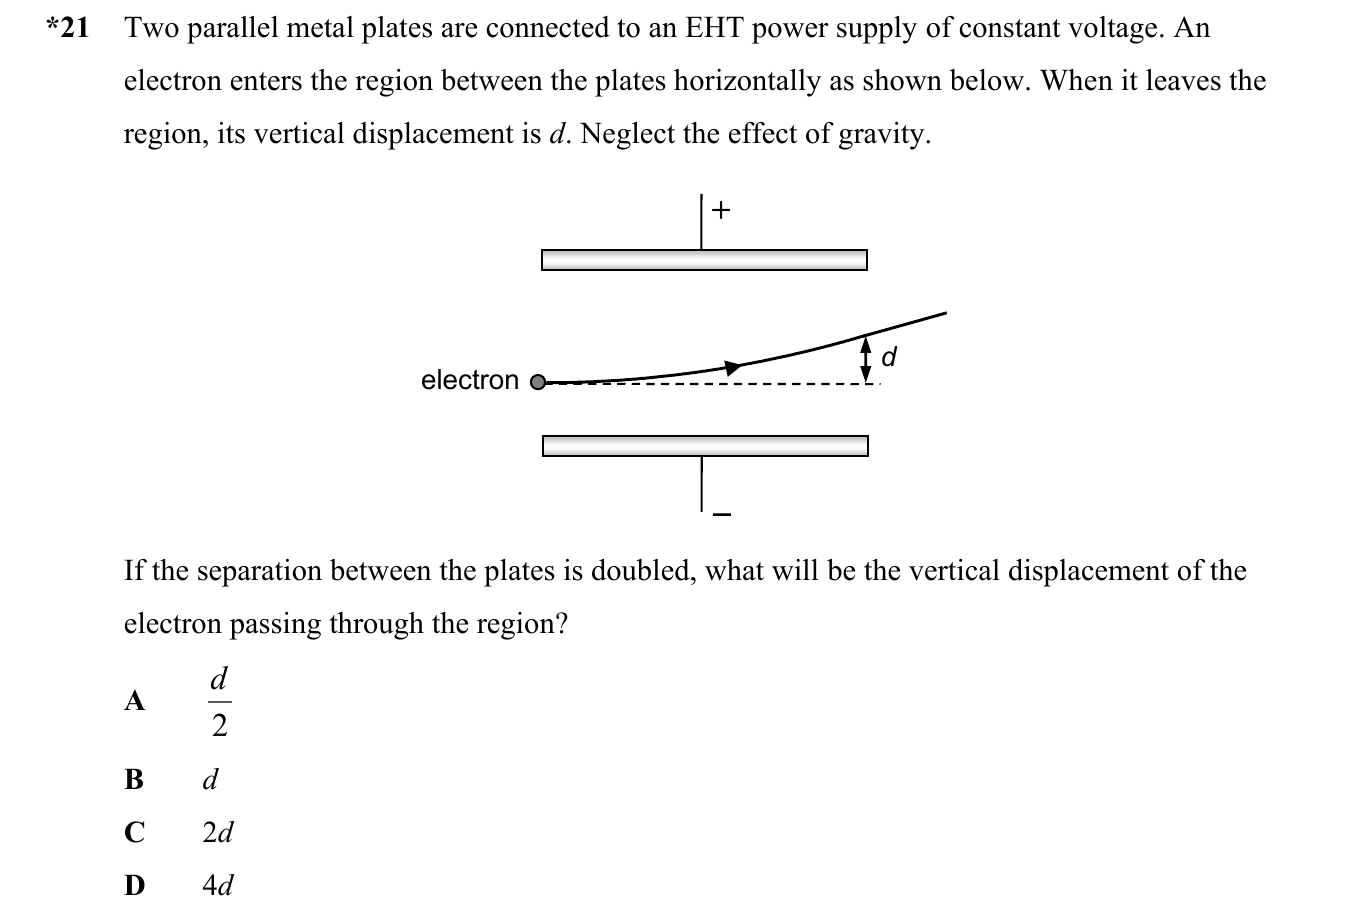 *21 Two parallel metal plates are connected to an EHT power supply of constant voltage. An
electron enters the region between the plates horizontally as shown below. When it leaves the
region, its vertical displacement is d. Neglect the effect of gravity.
+
d
electron
–
If the separation between the plates is doubled, what will be the vertical displacement of the
electron passing through the region?
A d/2
B d
C 2d
D 4d